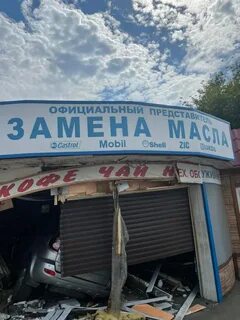 ОФИЦИАЛЬНЫЙ ПРЕДСТАВИТЕЛЬ
ЗАМЕНА МАСЛА
Castrol Mobil Shell ZIC
КОФЕ ЧАЙ